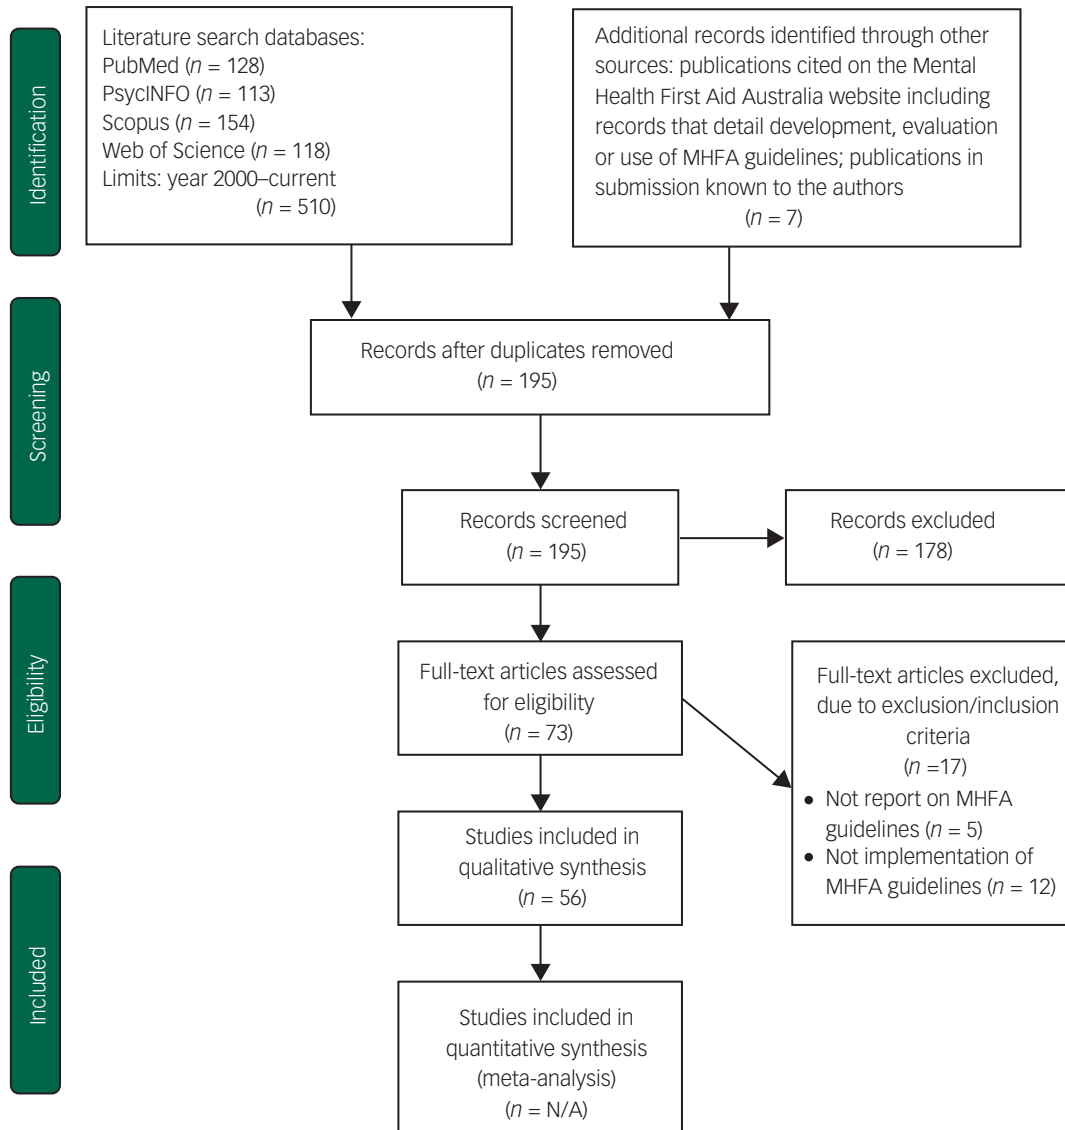 Identification
Literature search databases:
PubMed (n = 128)
PsycINFO (n = 113)
Scopus (n = 154)
Web of Science (n = 118)
Limits: year 2000–current
(n = 510)
Additional records identified through other
sources: publications cited on the Mental
Health First Aid Australia website including
records that detail development, evaluation
or use of MHFA guidelines; publications in
submission known to the authors
(n = 7)
Screening
Records after duplicates removed
(n = 195)
Records screened
(n = 195)
Records excluded
(n = 178)
Eligibility
Full-text articles assessed
for eligibility
(n = 73)
Full-text articles excluded,
due to exclusion/inclusion
criteria
(n =17)
• Not report on MHFA
guidelines (n = 5)
• Not implementation of
MHFA guidelines (n = 12)
Included
Studies included in
qualitative synthesis
(n = 56)
Studies included in
quantitative synthesis
(meta-analysis)
(n = N/A)